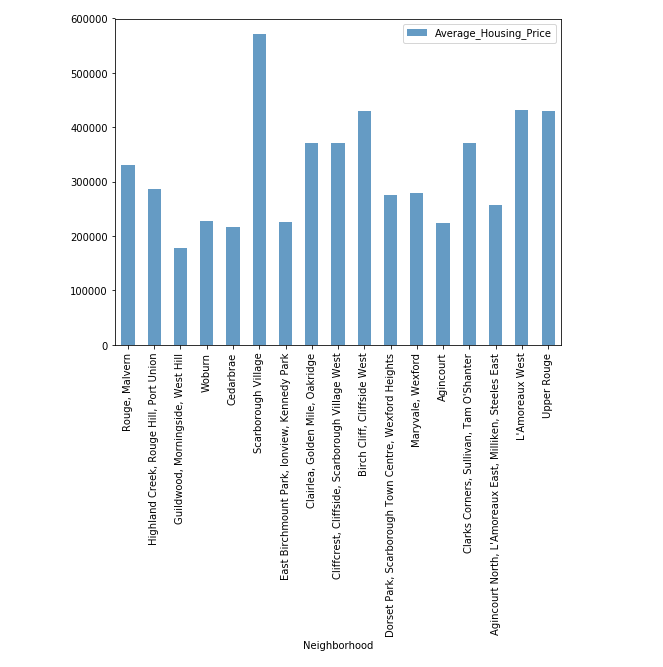 Average_Housing_Price
600000
500000
400000
300000
200000
100000
0
Rouge, Malvern
Highland Creek, Rouge Hill, Port Union
Guildwood, Morningside, West Hill
Woburn
Cedarbrae
Scarborough Village
East Birchmount Park, Ionview, Kennedy Park
Clairlea, Golden Mile, Oakridge
Cliffcrest, Cliffside, Scarborough Village West
Birch Cliff, Cliffside West
Dorset Park, Scarborough Town Centre, Wexford Heights
Maryvale, Wexford
Agincourt
Clarks Corners, Sullivan, Tam O'Shanter
Agincourt North, L'Amoreaux East, Milliken, Steeles East
L'Amoreaux West
Upper Rouge
Neighborhood